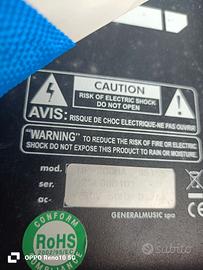 CAUTION
RISK OF ELECTRIC SHOCK
DO NOT OPEN
AVIS:
RISQUE DE CHOC ELECTRIQUE-NE PAS OUVRIR
"WARNING" TO REDUCE THE RISK OF FIRE OR ELECTRIC
SHOCK DO NOT EXPOSE THIS PRODUCT TO RAIN OR MOISTURE.
mod.
ser.
ac-
GENERALMUSIC spa
CONFORM
RoHS
COMPLIANCE
OPPO Reno10 5G
subito